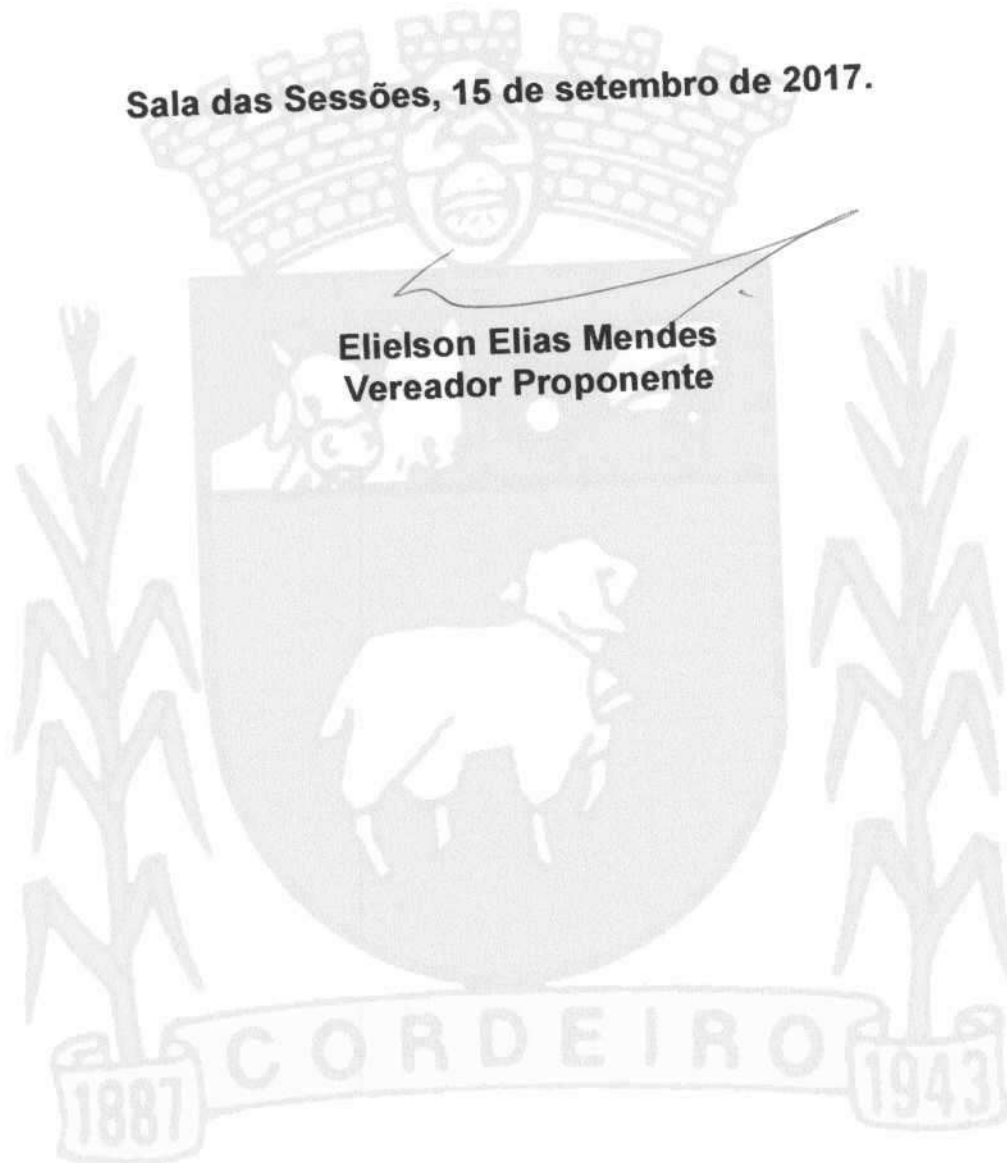 Sala das Sessões, 15 de setembro de 2017.
Elielson Elias Mendes
Vereador Proponente
CORDEIRO
1887
1943